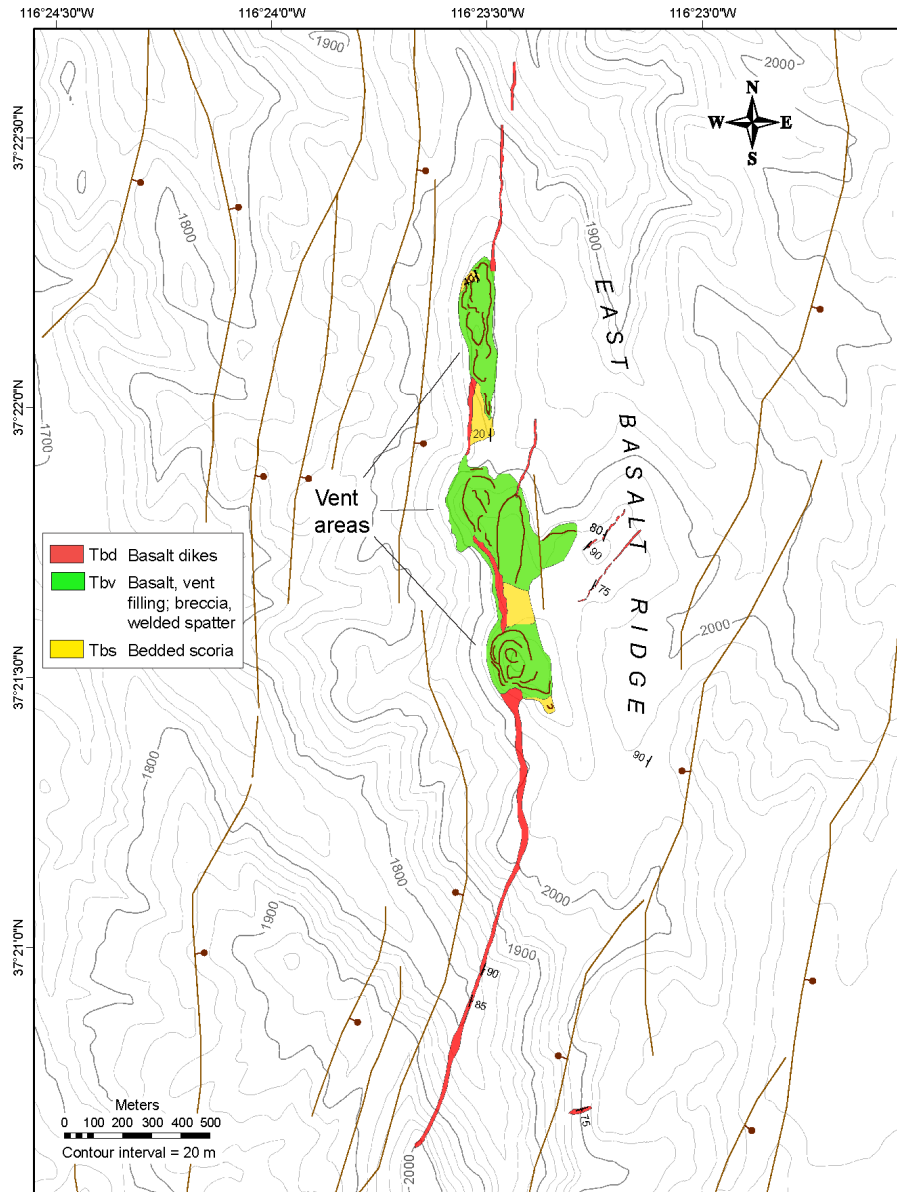 116°24'30"W
116°24'0"W
116°23'30"W
116°23'0"W
37°22'30"N
37°22'0"N
37°21'30"N
37°21'0"N
1900
2000
N
W
E
S
1800
1900
EAST
BASALT
RIDGE
1700
20
Vent
areas
80
90
75
2000
Tbd Basalt dikes
Tbv Basalt, vent
filling; breccia,
welded spatter
Tbs Bedded scoria
90
1800
1800
1900
2000
1900
90
85
75
2000
Meters
0 100 200 300 400 500
Contour interval = 20 m